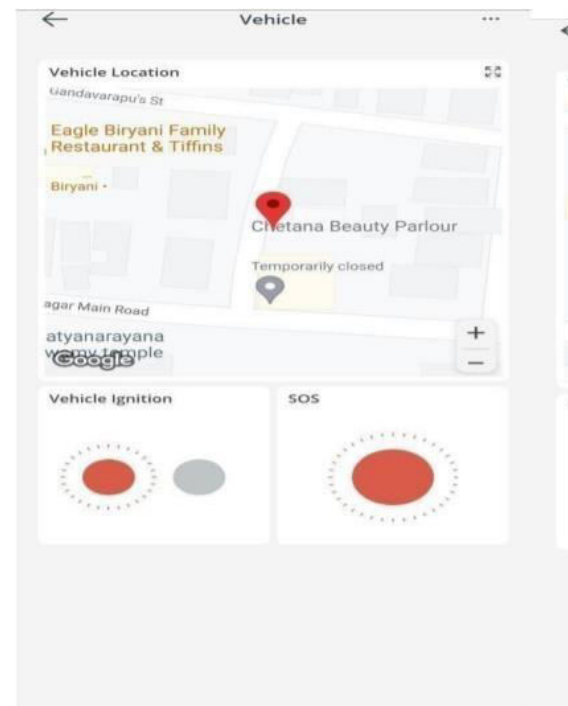 Vehicle
Vehicle Location
Gandavarapu's St
Eagle Biryani Family
Restaurant & Tiffins
Biryani •
Chetana Beauty Parlour
Temporarily closed
agar Main Road
atyanarayana
temple
Google
+
−
Vehicle Ignition
SOS